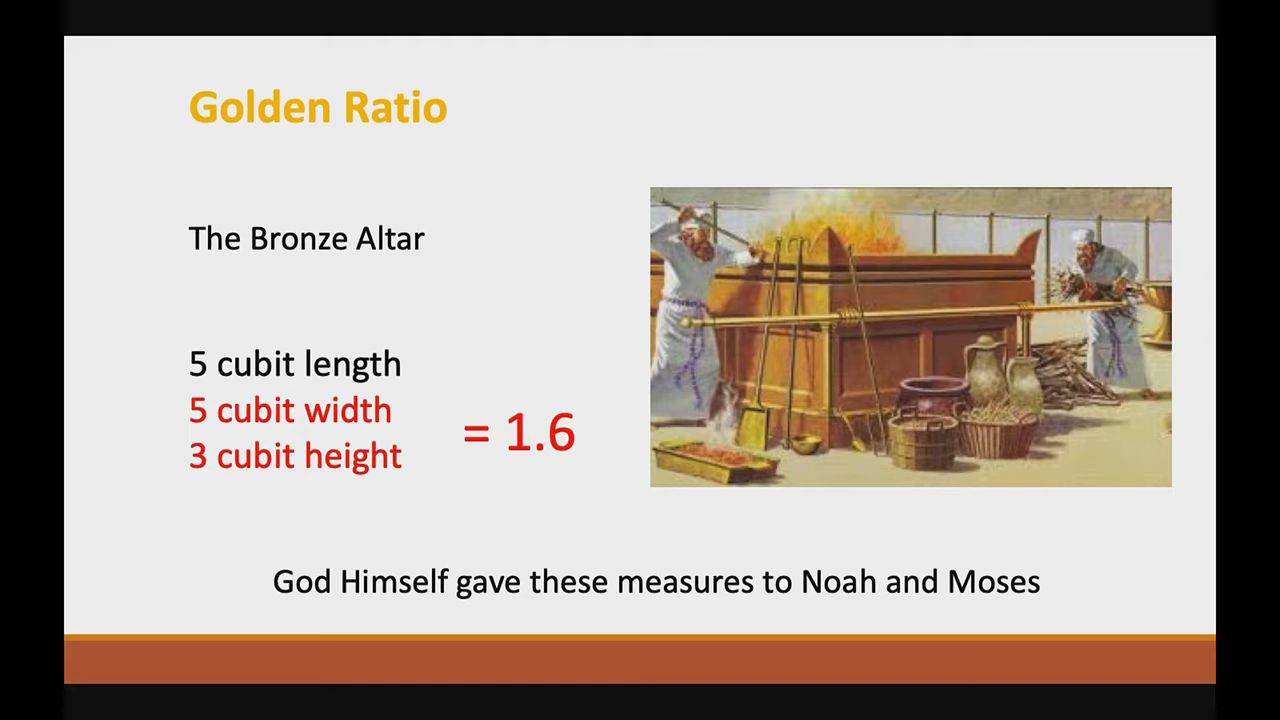 Golden Ratio
The Bronze Altar
5 cubit length
5 cubit width
3 cubit height
= 1.6
God Himself gave these measures to Noah and Moses